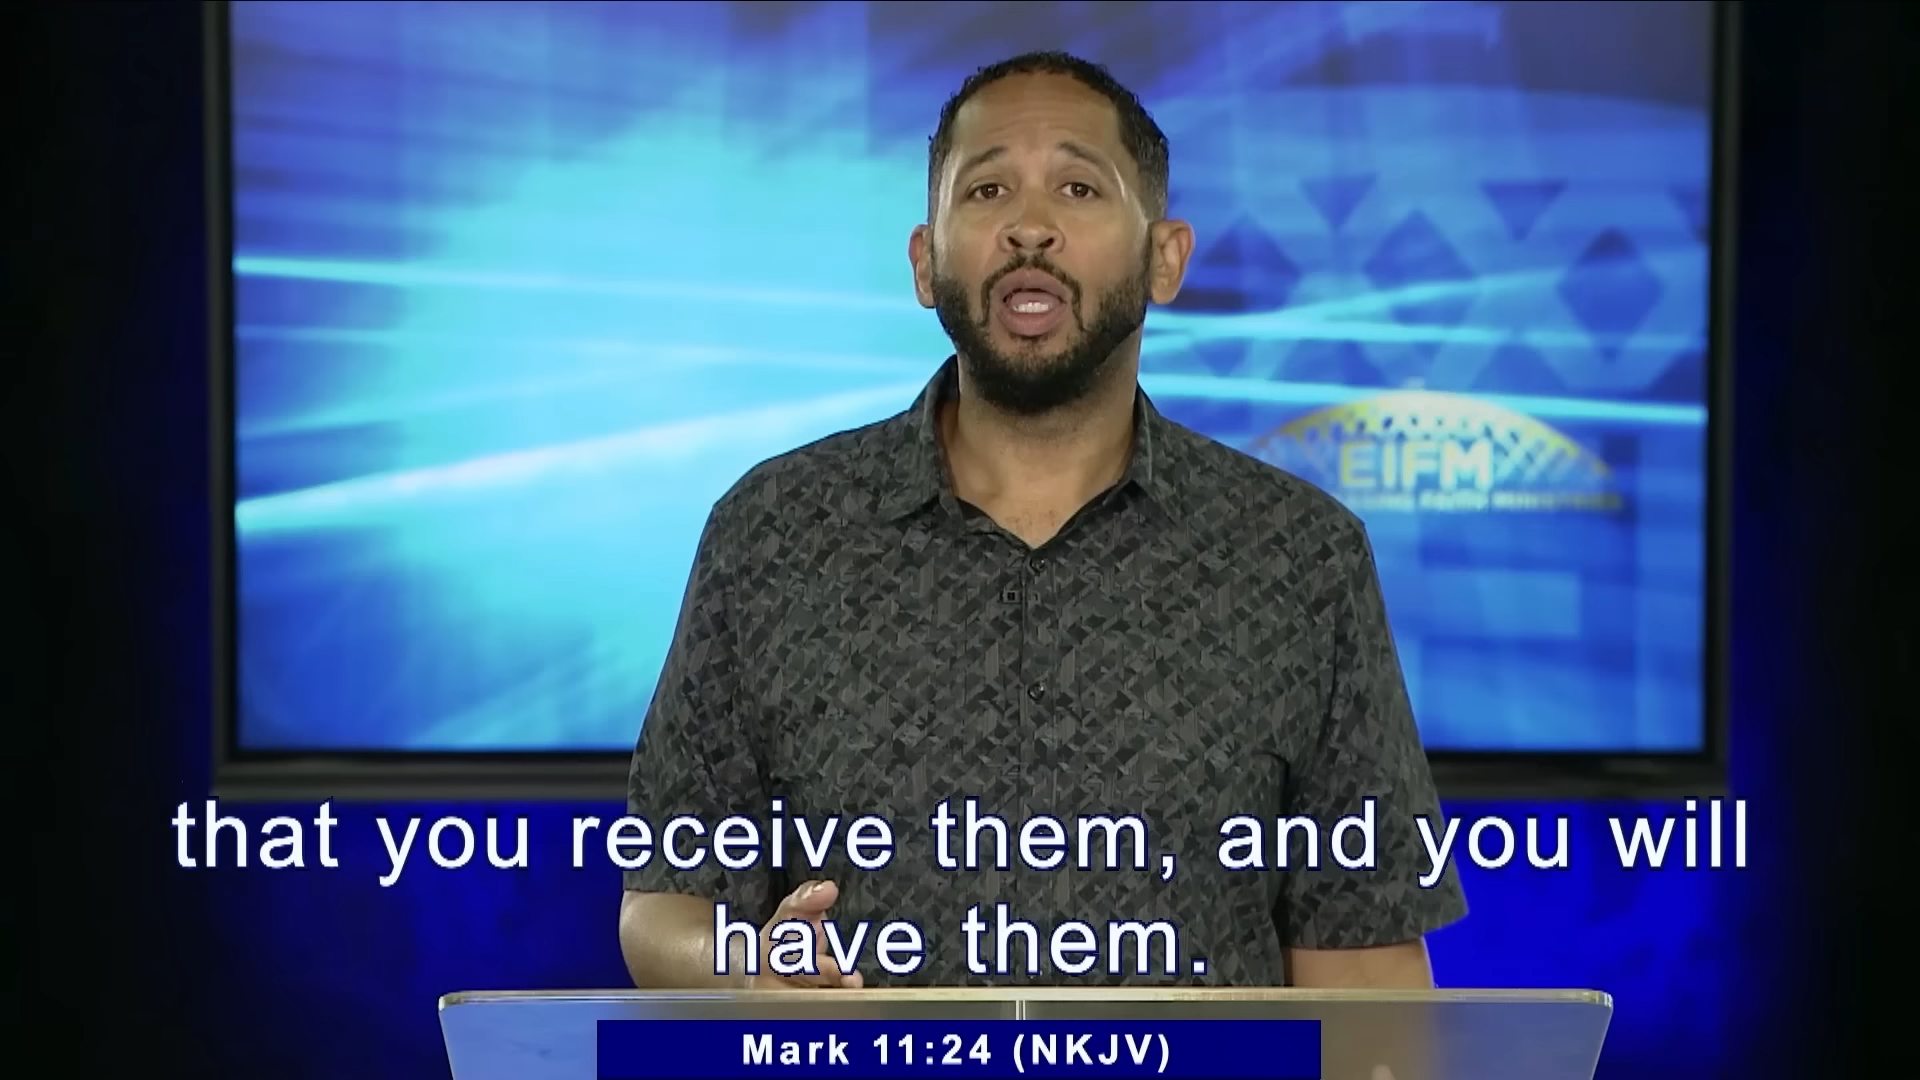 EIFM
that you receive them, and you will
have them.
Mark 11:24 (NKJV)